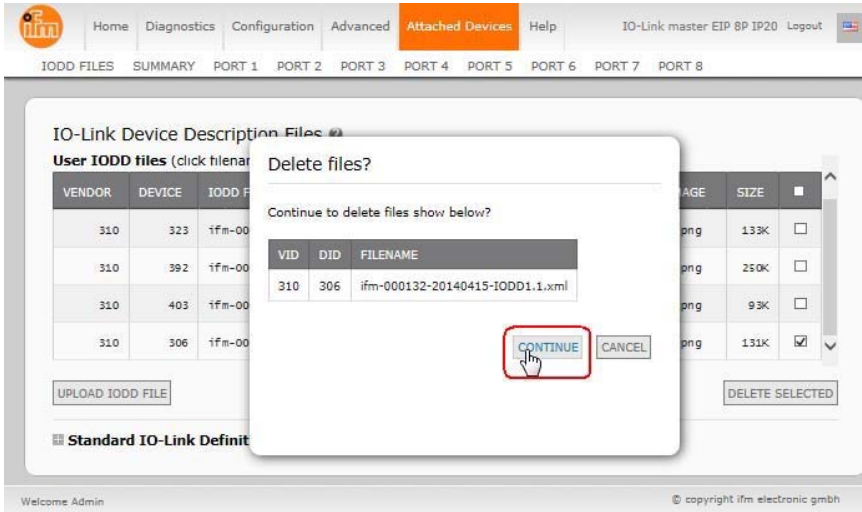 ifm Home Diagnostics Configuration Advanced Attached Devices Help IO-Link master EIP 8P IP20 Logout
IODD FILES SUMMARY PORT 1 PORT 2 PORT 3 PORT 4 PORT 5 PORT 6 PORT 7 PORT 8
IO-Link Device Description Files
User IODD files (click filenam
VENDOR DEVICE IODD F AGE SIZE
310 323 ifm-00 png 133K
310 392 ifm-00 png 250K
310 403 ifm-00 png 93K
310 306 ifm-00 png 131K
Delete files?
Continue to delete files show below?
VID DID FILENAME
310 306 ifm-000132-20140415-IODD1.1.xml
CONTINUE CANCEL
UPLOAD IODD FILE DELETE SELECTED
Standard IO-Link Definit
Welcome Admin © copyright ifm electronic gmbh